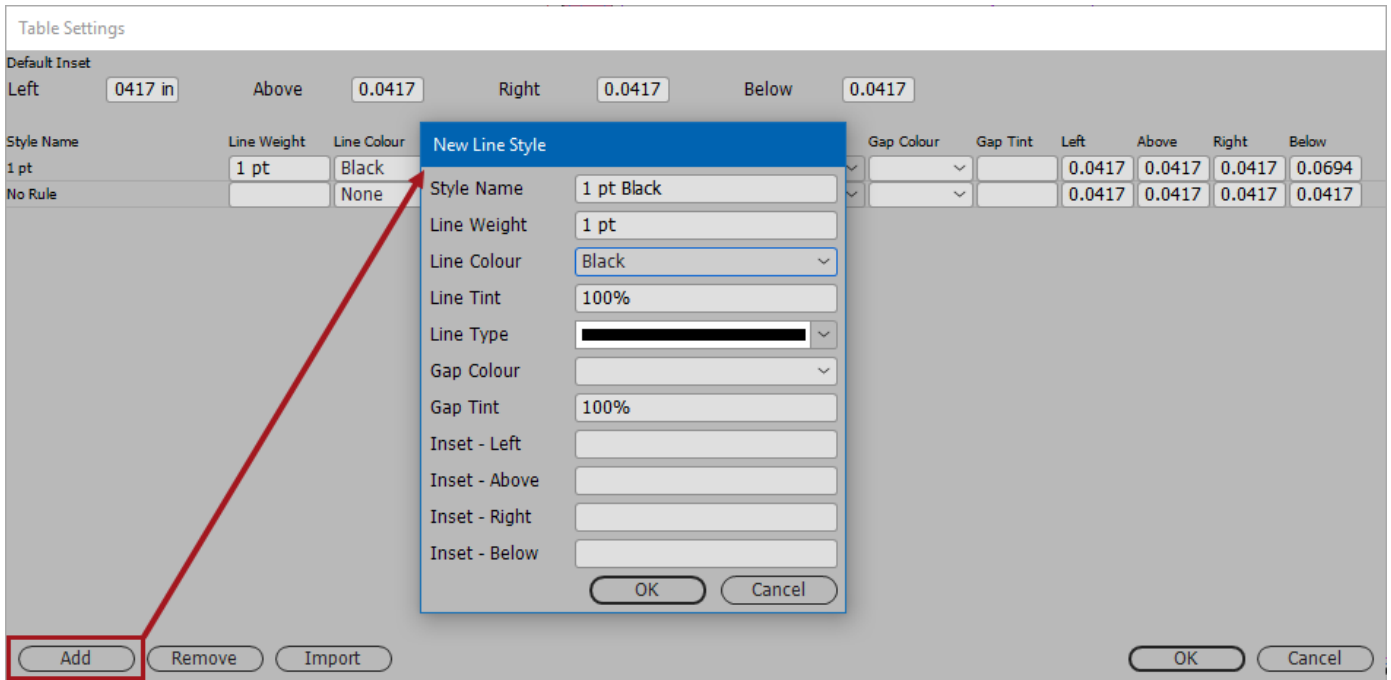 Table Settings
Default Inset
Left 0417 in Above 0.0417 Right 0.0417 Below 0.0417
Style Name Line Weight Line Colour Gap Colour Gap Tint Left Above Right Below
1 pt 1 pt Black 0.0417 0.0417 0.0417 0.0694
No Rule None 0.0417 0.0417 0.0417 0.0417
New Line Style
Style Name 1 pt Black
Line Weight 1 pt
Line Colour Black
Line Tint 100%
Line Type
Gap Colour
Gap Tint 100%
Inset - Left
Inset - Above
Inset - Right
Inset - Below
OK Cancel
Add Remove Import OK Cancel